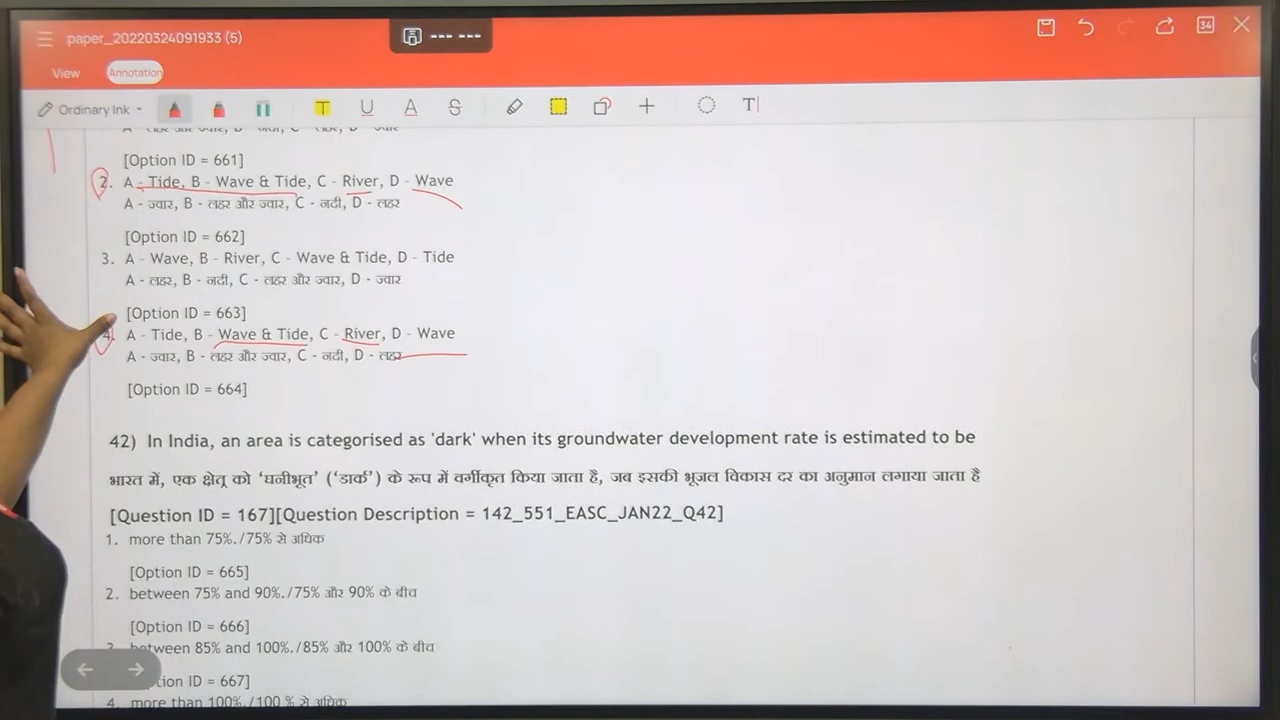 paper_20220324091933 (5)
34
View
Annotation
Ordinary Ink
[Option ID = 661]
2. A - Tide, B - Wave & Tide, C - River, D - Wave
A - ज्वार, B - लहर और ज्वार, C - नदी, D - लहर
[Option ID = 662]
3. A - Wave, B - River, C - Wave & Tide, D - Tide
A - लहर, B - नदी, C - लहर और ज्वार, D - ज्वार
[Option ID = 663]
4. A - Tide, B - Wave & Tide, C - River, D - Wave
A - ज्वार, B - लहर और ज्वार, C - नदी, D - लहर
[Option ID = 664]
42) In India, an area is categorised as 'dark' when its groundwater development rate is estimated to be
भारत में, एक क्षेत्र को 'घनीभूत' ('डार्क') के रूप में वर्गीकृत किया जाता है, जब इसकी भूजल विकास दर का अनुमान लगाया जाता है
[Question ID = 167][Question Description = 142_551_EASC_JAN22_Q42]
1. more than 75%./75% से अधिक
[Option ID = 665]
2. between 75% and 90%./75% और 90% के बीच
[Option ID = 666]
between 85% and 100%./85% और 100% के बीच
ID = 667]
4. more than 100%./100 % से अधिक